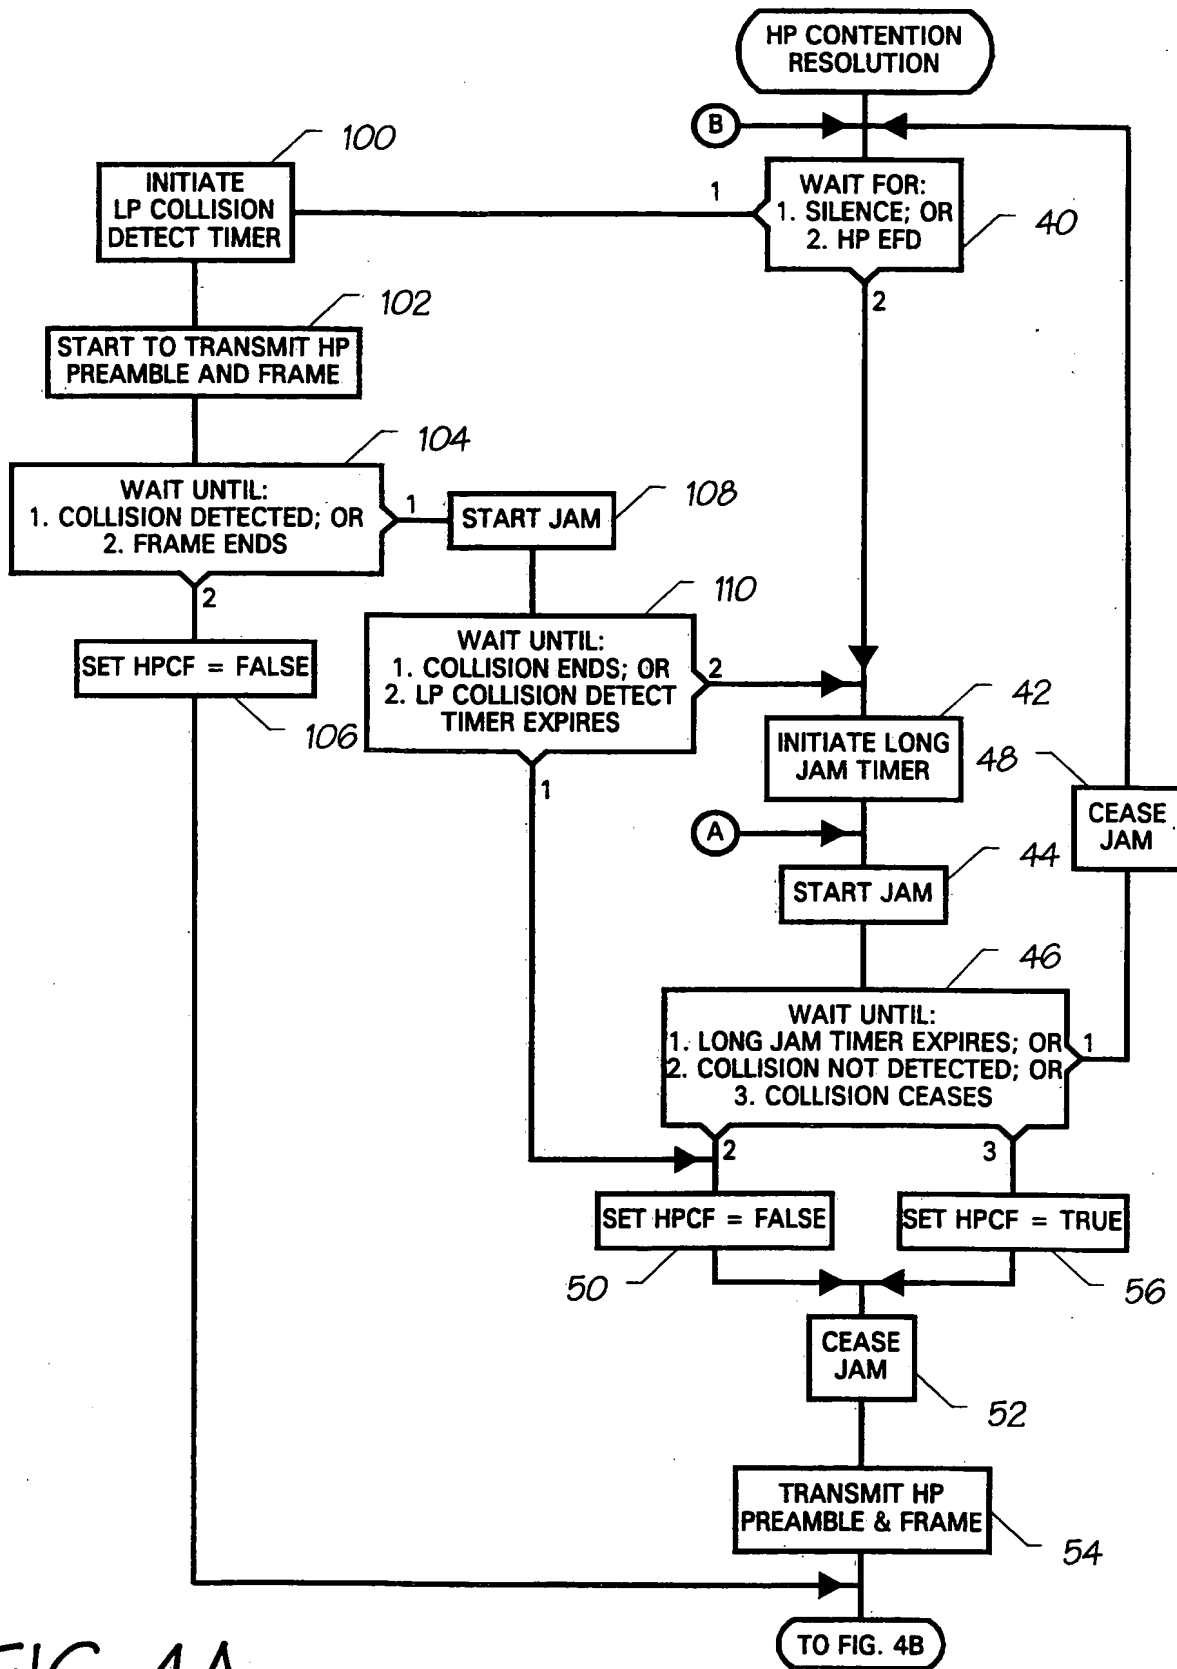 HP CONTENTION
RESOLUTION
B
100
INITIATE
LP COLLISION
DETECT TIMER
1
WAIT FOR:
1. SILENCE; OR
2. HP EFD
40
2
102
START TO TRANSMIT HP
PREAMBLE AND FRAME
104
WAIT UNTIL:
1. COLLISION DETECTED; OR
2. FRAME ENDS
1
2
START JAM
108
110
WAIT UNTIL:
1. COLLISION ENDS; OR
2. LP COLLISION DETECT
TIMER EXPIRES
2
1
SET HPCF = FALSE
106
42
INITIATE LONG
JAM TIMER
48
CEASE
JAM
A
44
START JAM
46
WAIT UNTIL:
1. LONG JAM TIMER EXPIRES; OR
2. COLLISION NOT DETECTED; OR
3. COLLISION CEASES
1
2
3
SET HPCF = FALSE
SET HPCF = TRUE
50
56
CEASE
JAM
52
TRANSMIT HP
PREAMBLE & FRAME
54
TO FIG. 4B
FIG. 4A